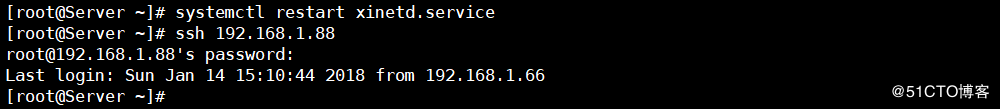 [root@Server ~]# systemctl restart xinetd.service
[root@Server ~]# ssh 192.168.1.88
root@192.168.1.88's password:
Last login: Sun Jan 14 15:10:44 2018 from 192.168.1.66
[root@Server ~]#
@51CTO博客